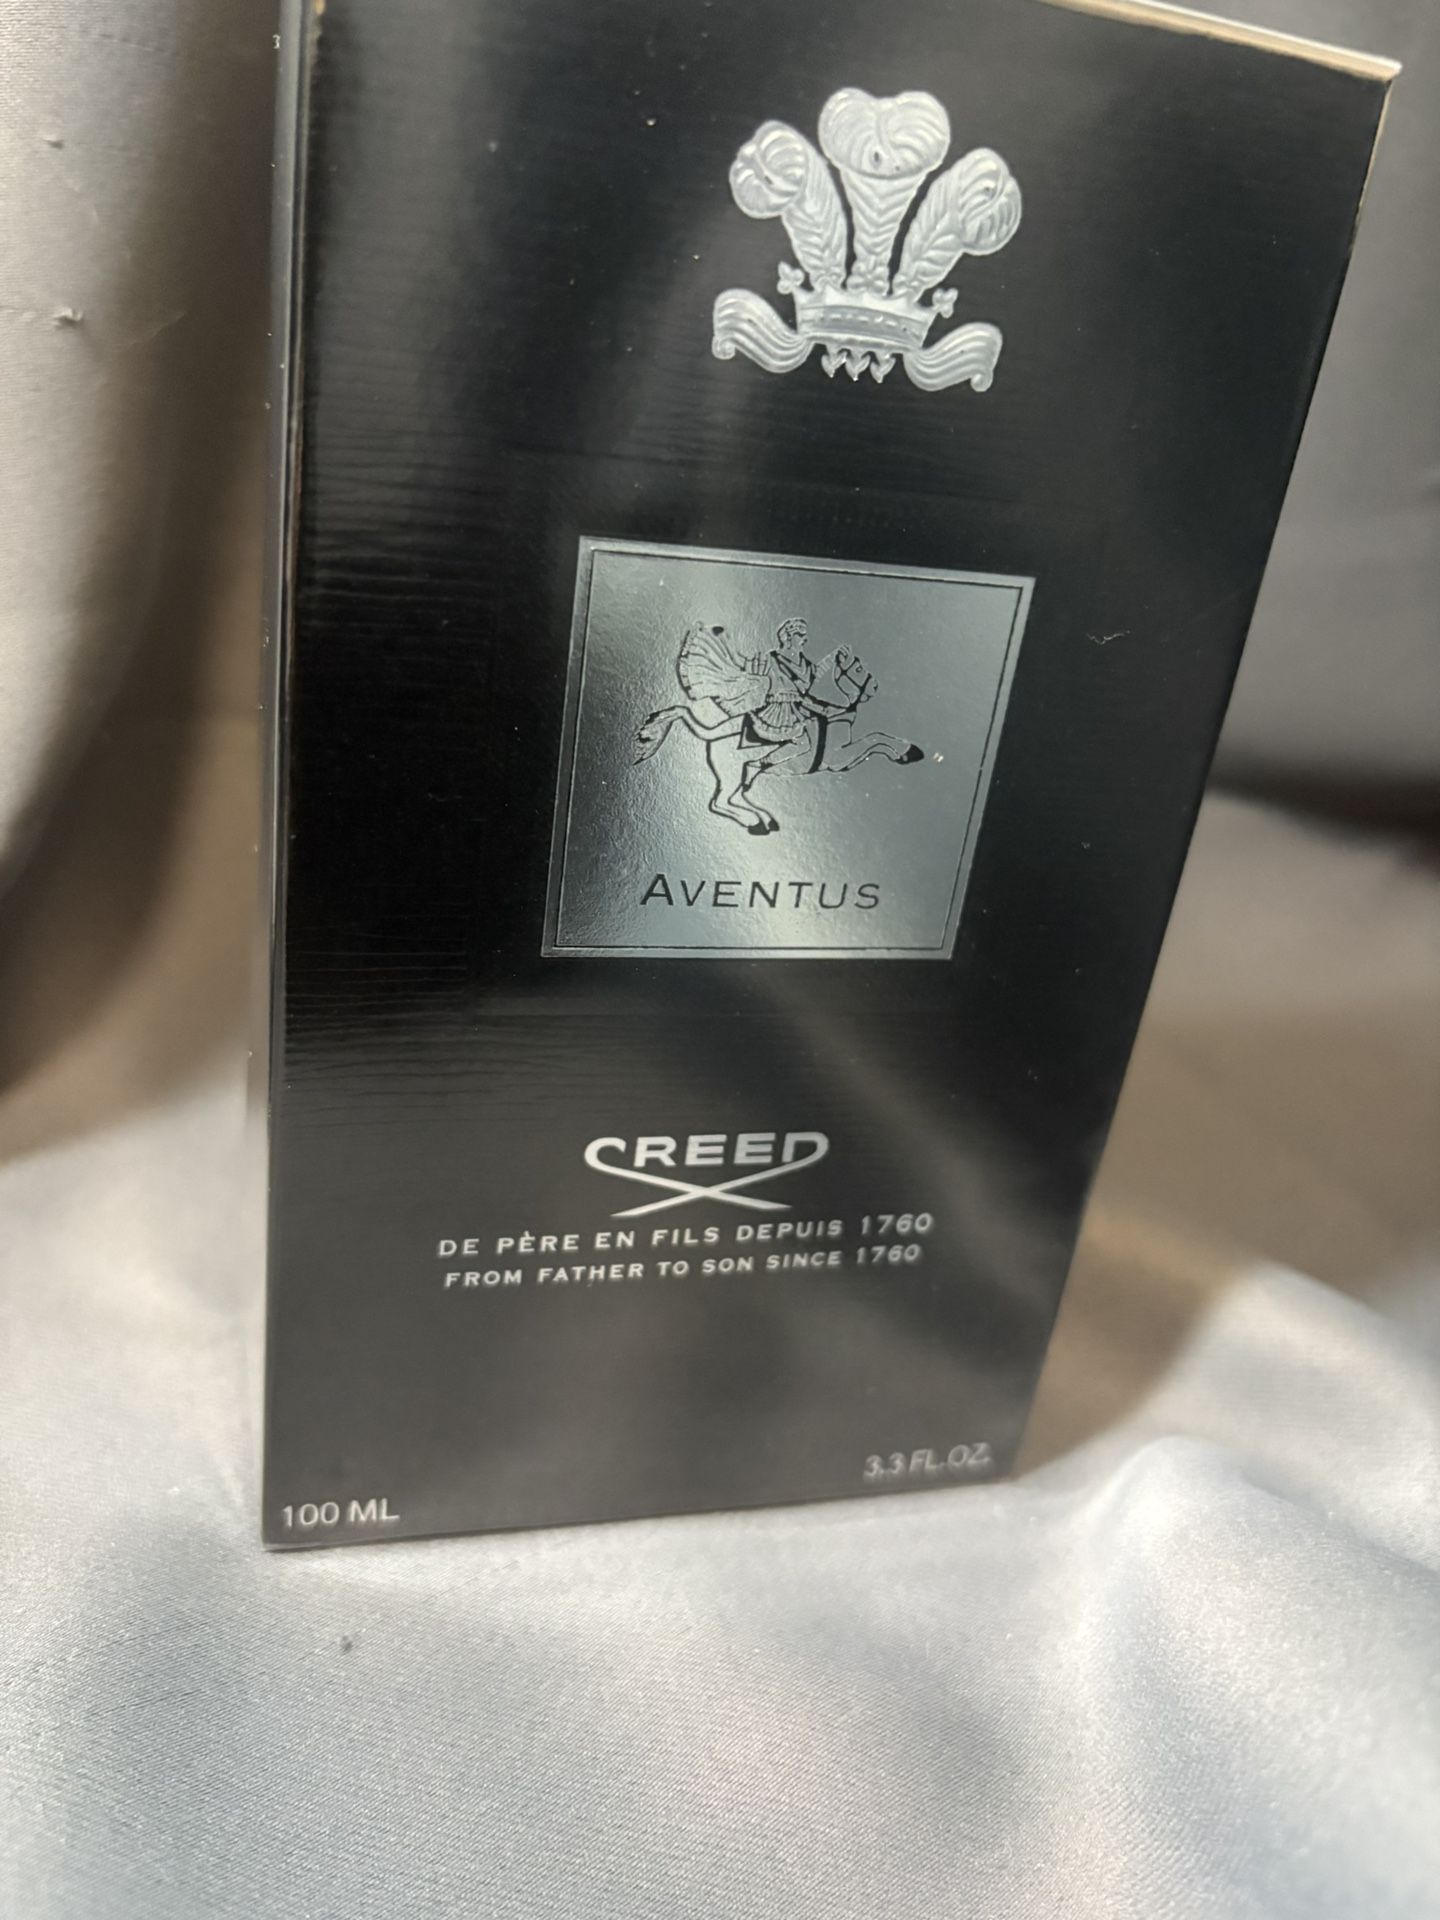 AVENTUS
CREED
DE PÈRE EN FILS DEPUIS 1760
FROM FATHER TO SON SINCE 1760
3.3 FL.OZ.
100 ML